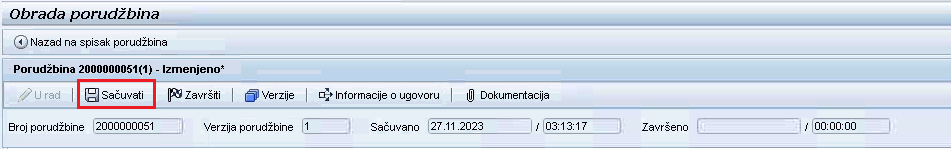 Obrada porudžbina
Nazad na spisak porudžbina
Porudžbina 2000000051(1) - Izmenjeno*
U rad Sačuvati Završiti Verzije Informacije o ugovoru Dokumentacija
Broj porudžbine 2000000051 Verzija porudžbine 1 Sačuvano 27.11.2023 / 03:13:17 Završeno / 00:00:00